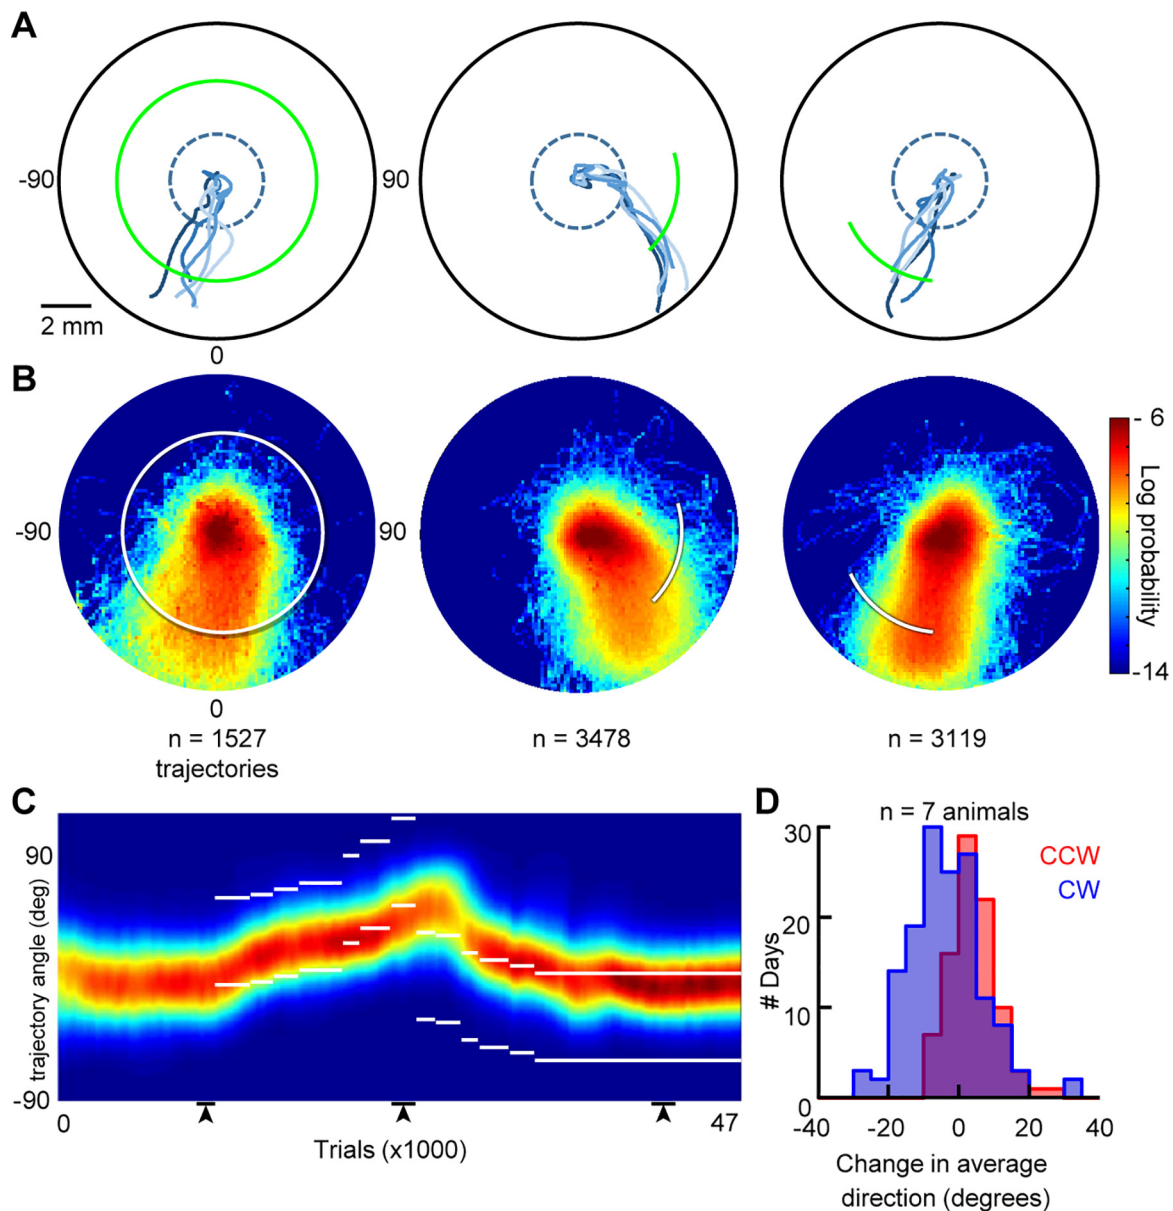 A
-90
90
2 mm
0
B
-90
90
0
n = 1527
trajectories
n = 3478
n = 3119
- 6
Log probability
-14
C
90
trajectory angle (deg)
-90
0
47
Trials (x1000)
D
n = 7 animals
30
CCW
CW
20
# Days
10
0
-40
-20
0
20
40
Change in average
direction (degrees)